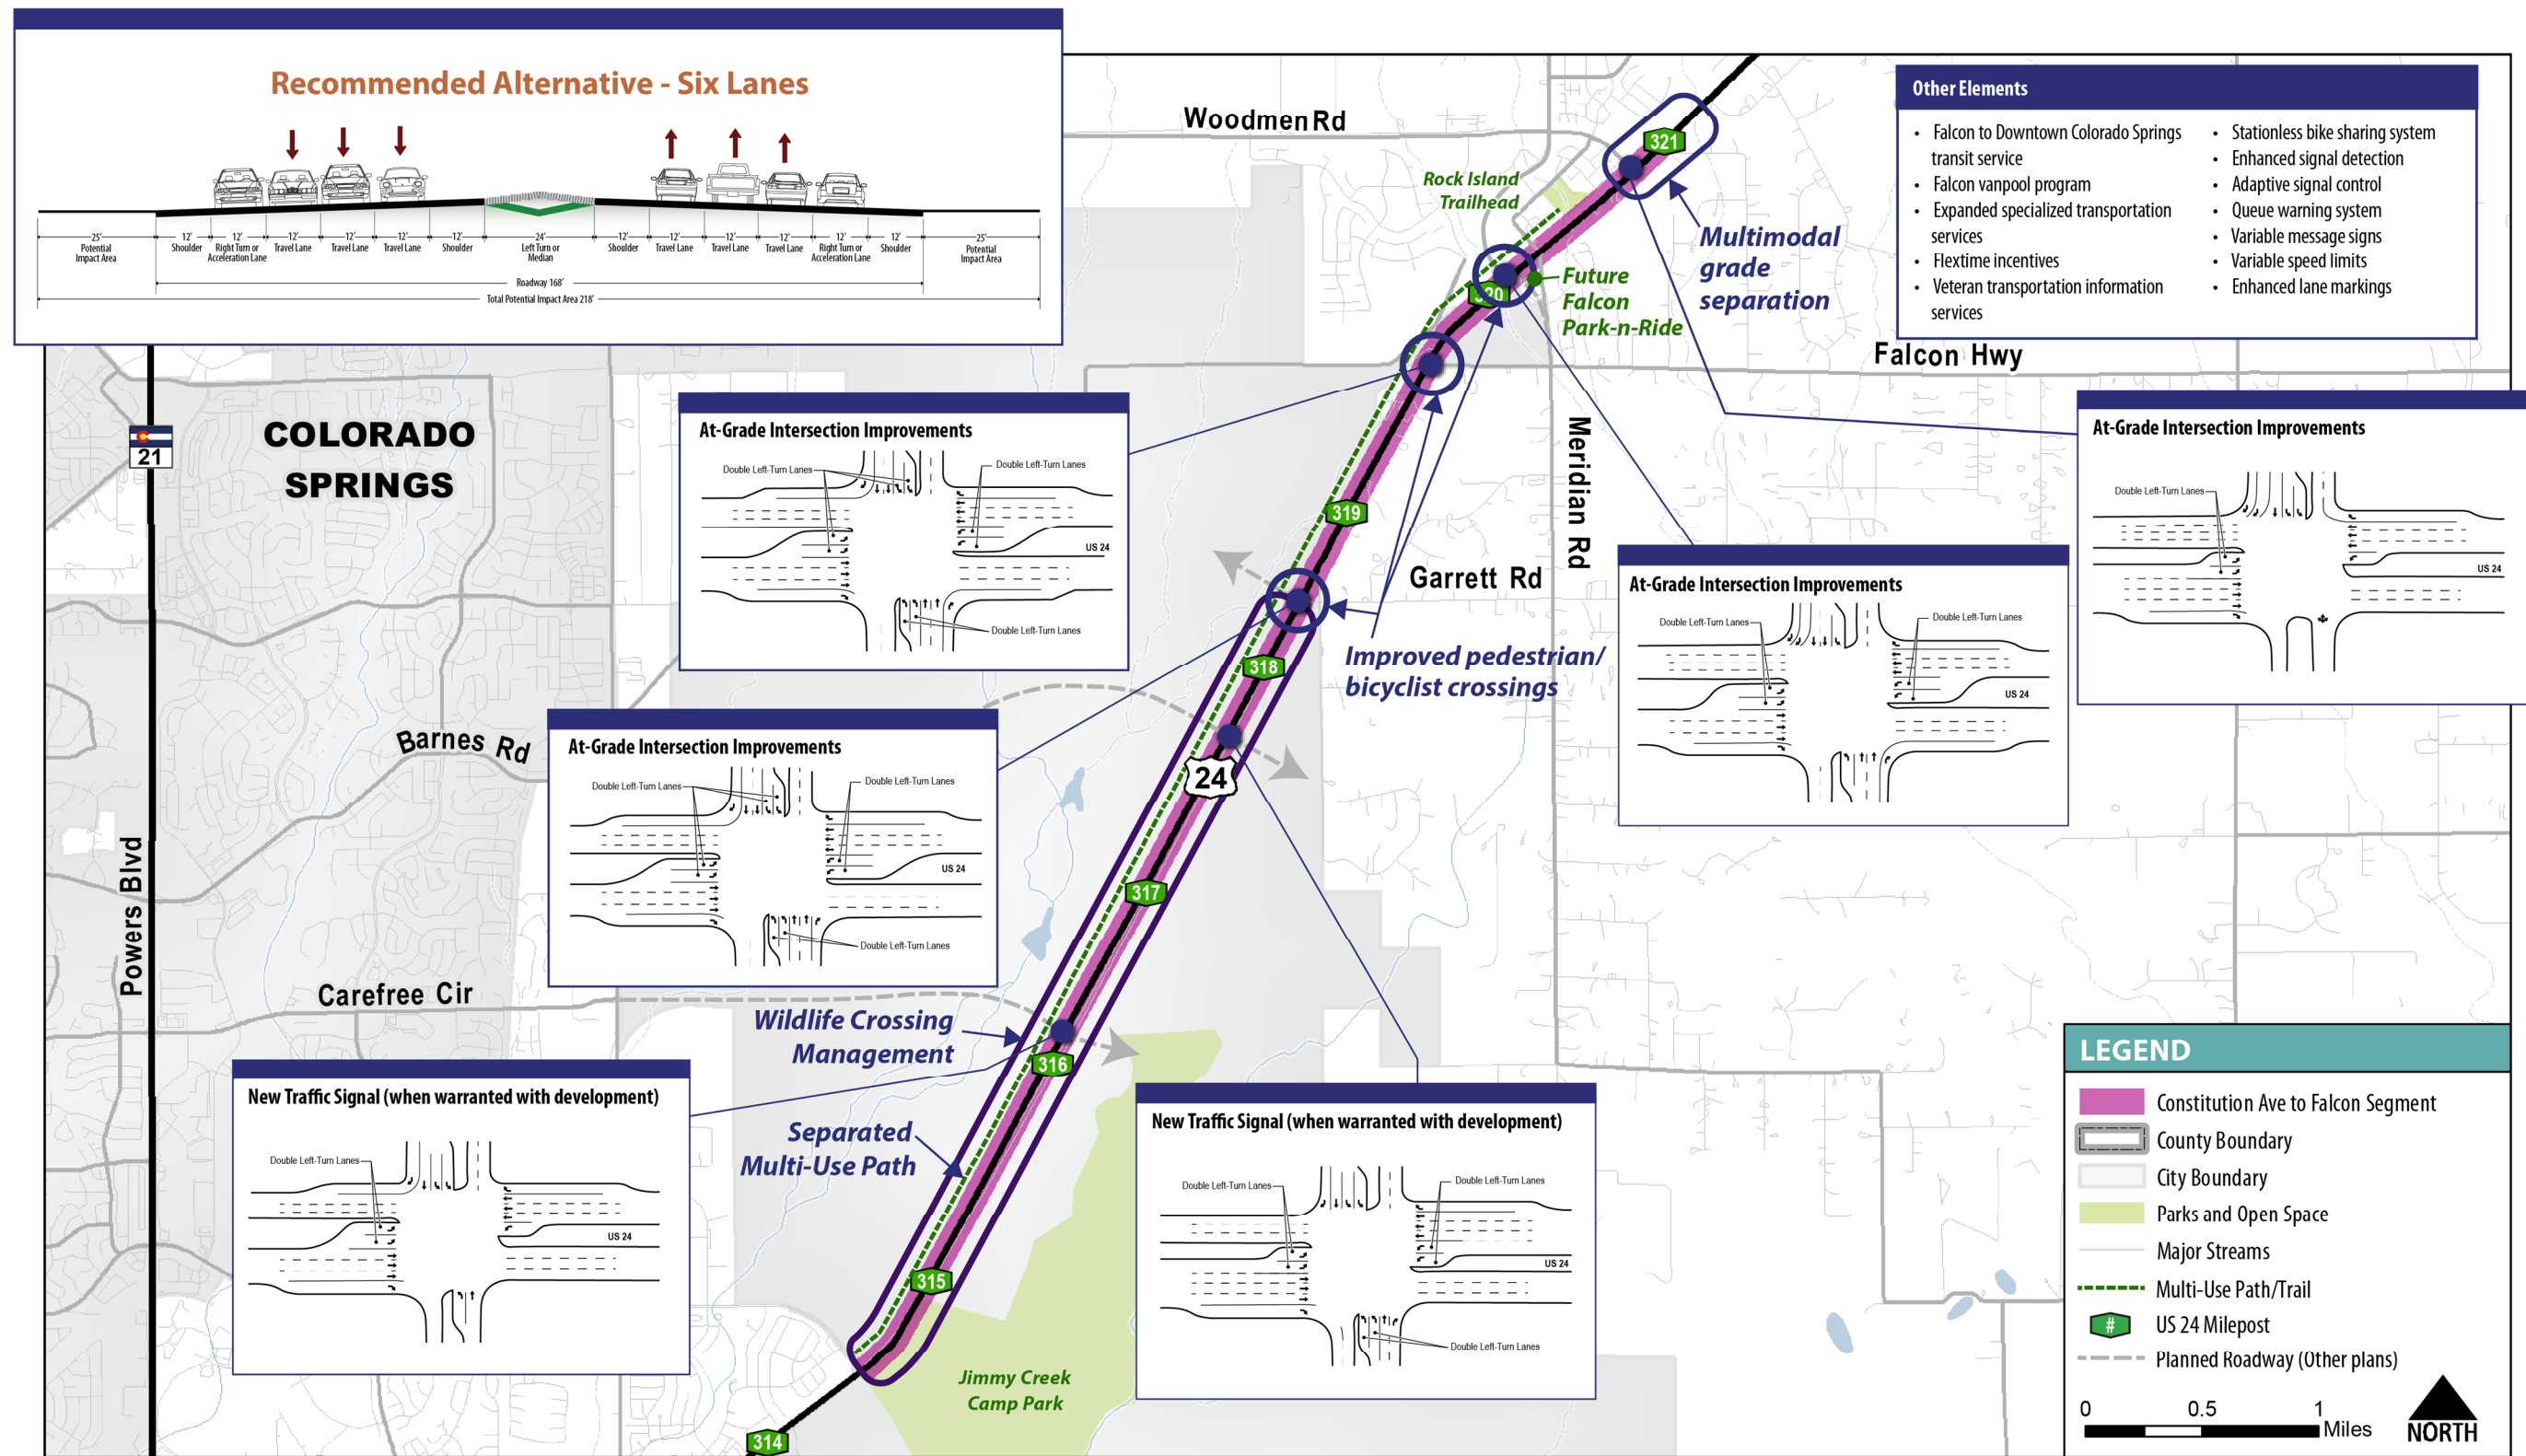 Recommended Alternative - Six Lanes
25'
Potential
Impact Area
12'
Shoulder
12'
Right Turn or
Acceleration Lane
12'
Travel Lane
12'
Travel Lane
12'
Travel Lane
12'
Shoulder
24'
Left Turn or
Median
12'
Shoulder
12'
Travel Lane
12'
Travel Lane
12'
Travel Lane
12'
Right Turn or
Acceleration Lane
12'
Shoulder
25'
Potential
Impact Area
Roadway 168'
Total Potential Impact Area 218'
Woodmen Rd
321
Rock Island
Trailhead
Multimodal
grade
separation
320
Future
Falcon
Park-n-Ride
Other Elements
• Falcon to Downtown Colorado Springs
transit service
• Falcon vanpool program
• Expanded specialized transportation
services
• Flextime incentives
• Veteran transportation information
services
• Stationless bike sharing system
• Enhanced signal detection
• Adaptive signal control
• Queue warning system
• Variable message signs
• Variable speed limits
• Enhanced lane markings
Falcon Hwy
COLORADO
SPRINGS
21
At-Grade Intersection Improvements
Double Left-Turn Lanes
Double Left-Turn Lanes
US 24
Double Left-Turn Lanes
At-Grade Intersection Improvements
Double Left-Turn Lanes
US 24
Meridian Rd
319
Garrett Rd
At-Grade Intersection Improvements
Double Left-Turn Lanes
Double Left-Turn Lanes
US 24
318
Improved pedestrian/
bicyclist crossings
Barnes Rd
At-Grade Intersection Improvements
Double Left-Turn Lanes
Double Left-Turn Lanes
US 24
Double Left-Turn Lanes
24
317
Powers Blvd
Carefree Cir
Wildlife Crossing
Management
316
New Traffic Signal (when warranted with development)
Double Left-Turn Lanes
US 24
Separated
Multi-Use Path
New Traffic Signal (when warranted with development)
Double Left-Turn Lanes
Double Left-Turn Lanes
US 24
Double Left-Turn Lanes
315
Jimmy Creek
Camp Park
314
LEGEND
Constitution Ave to Falcon Segment
County Boundary
City Boundary
Parks and Open Space
Major Streams
Multi-Use Path/Trail
# US 24 Milepost
Planned Roadway (Other plans)
0 0.5 1
Miles
NORTH